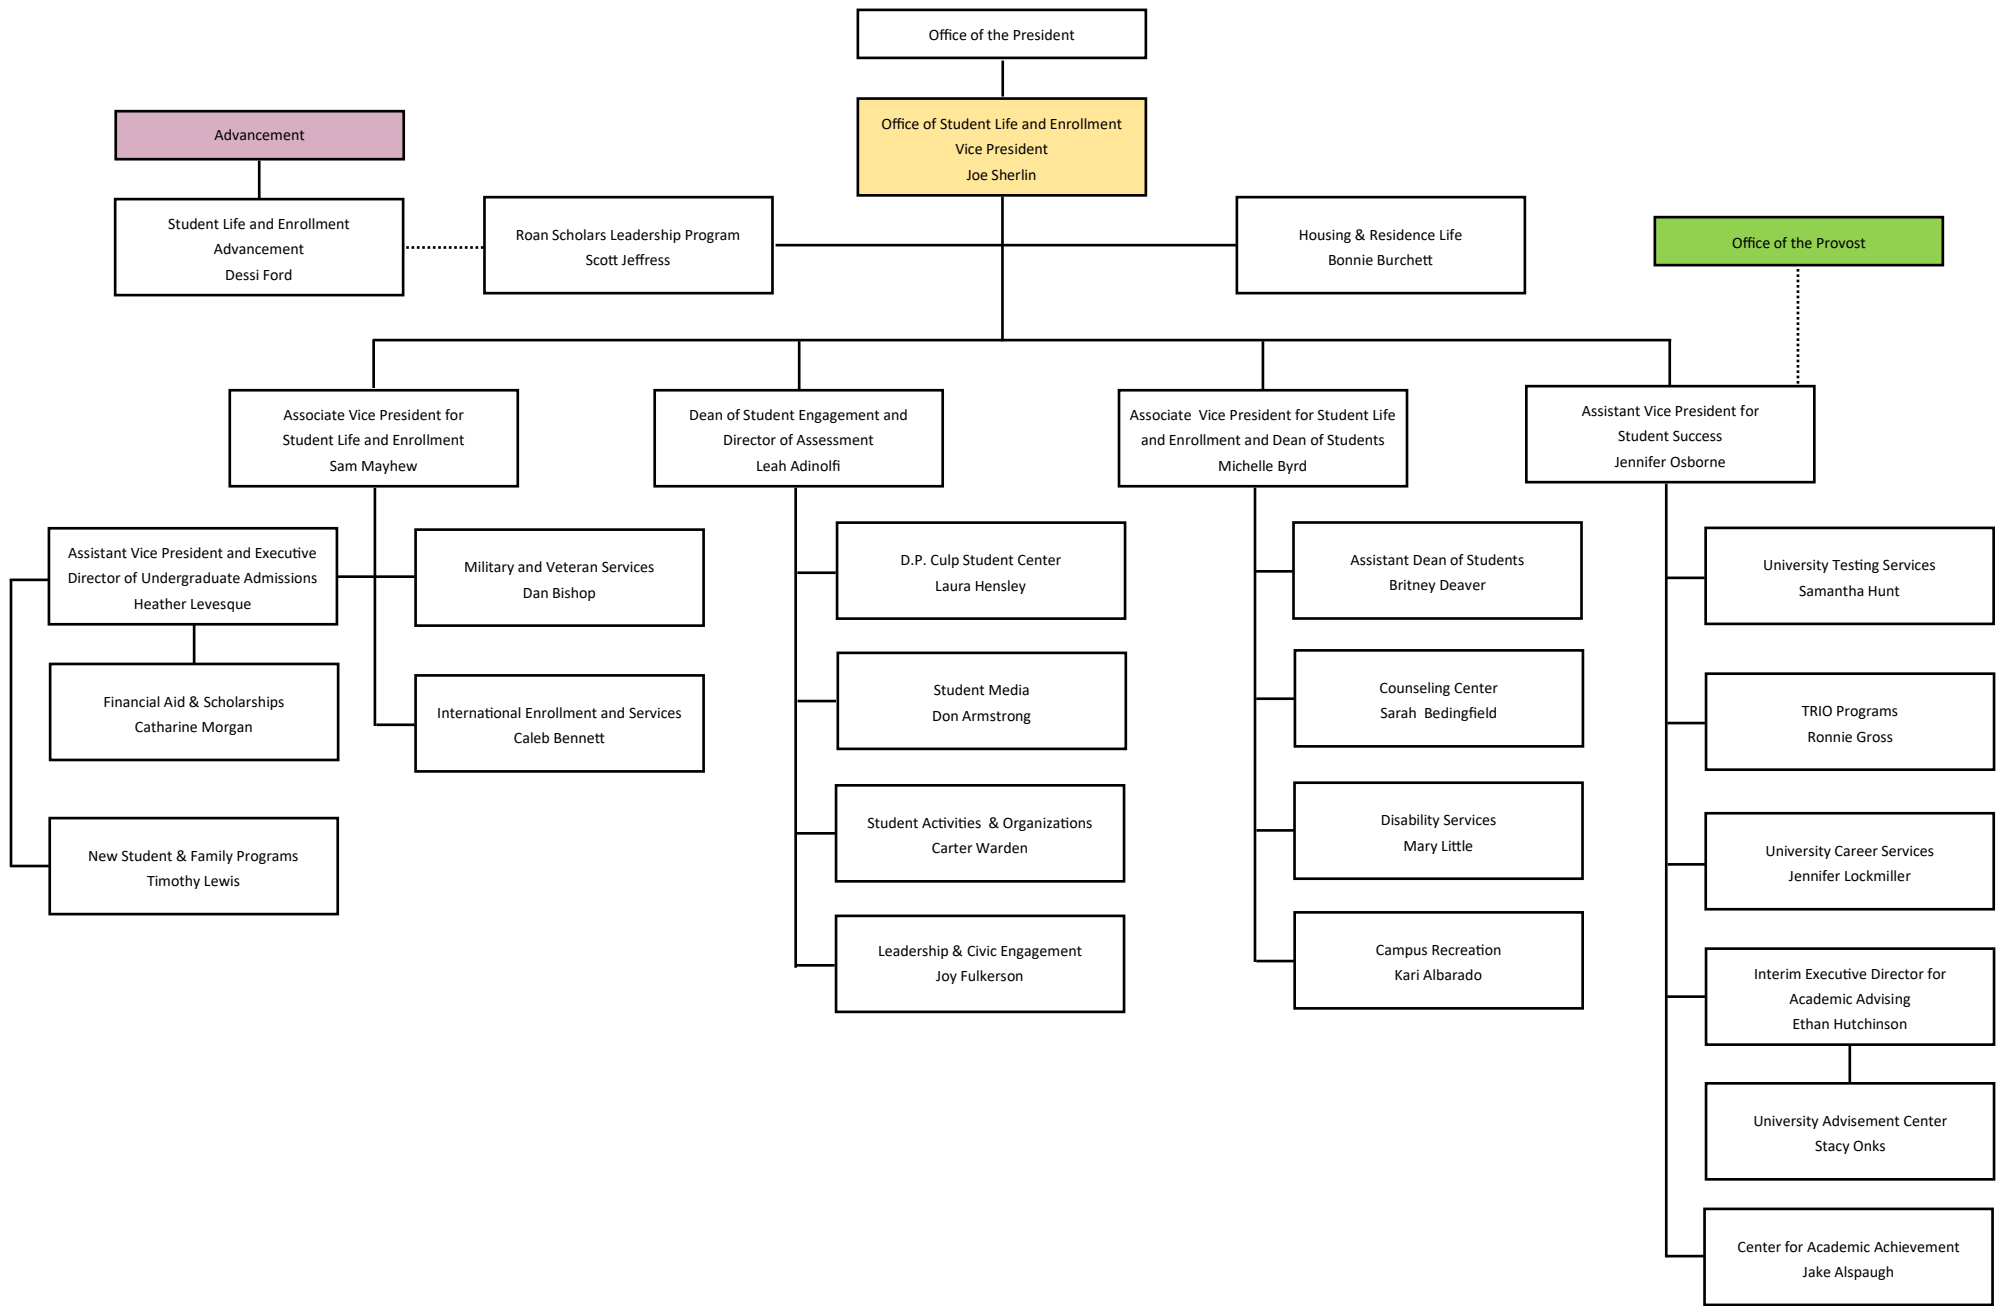 Office of the President
Office of Student Life and Enrollment
Vice President
Joe Sherlin
Advancement
Student Life and Enrollment
Advancement
Dessi Ford
Roan Scholars Leadership Program
Scott Jeffress
Housing & Residence Life
Bonnie Burchett
Office of the Provost
Associate Vice President for
Student Life and Enrollment
Sam Mayhew
Dean of Student Engagement and
Director of Assessment
Leah Adinolfi
Associate Vice President for Student Life
and Enrollment and Dean of Students
Michelle Byrd
Assistant Vice President for
Student Success
Jennifer Osborne
Assistant Vice President and Executive
Director of Undergraduate Admissions
Heather Levesque
Military and Veteran Services
Dan Bishop
Financial Aid & Scholarships
Catharine Morgan
International Enrollment and Services
Caleb Bennett
New Student & Family Programs
Timothy Lewis
D.P. Culp Student Center
Laura Hensley
Student Media
Don Armstrong
Student Activities & Organizations
Carter Warden
Leadership & Civic Engagement
Joy Fulkerson
Assistant Dean of Students
Britney Deaver
Counseling Center
Sarah Bedingfield
Disability Services
Mary Little
Campus Recreation
Kari Albarado
University Testing Services
Samantha Hunt
TRIO Programs
Ronnie Gross
University Career Services
Jennifer Lockmiller
Interim Executive Director for
Academic Advising
Ethan Hutchinson
University Advisement Center
Stacy Onks
Center for Academic Achievement
Jake Alspaugh